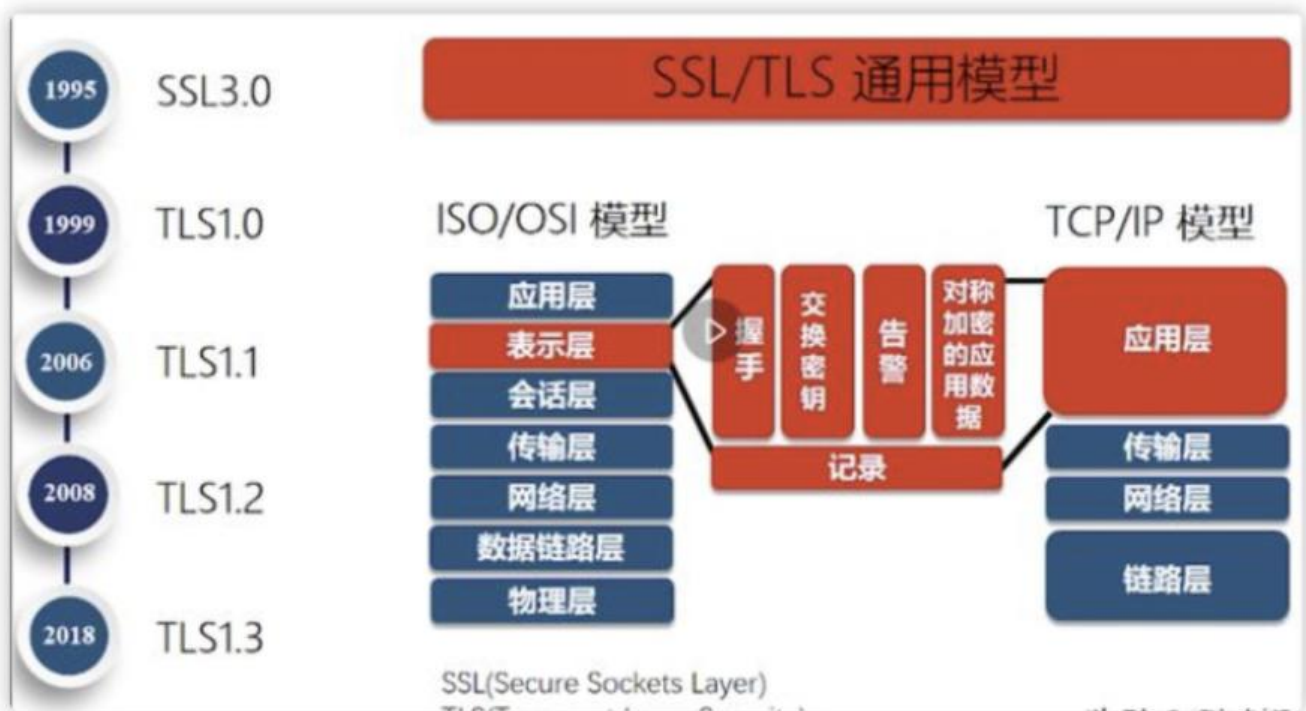 1995
SSL3.0
1999
TLS1.0
2006
TLS1.1
2008
TLS1.2
2018
TLS1.3
SSL/TLS 通用模型
ISO/OSI 模型
应用层
表示层
会话层
传输层
网络层
数据链路层
物理层
握手
交换密钥
告警
对称加密的应用数据
记录
TCP/IP 模型
应用层
传输层
网络层
链路层
SSL(Secure Sockets Layer)